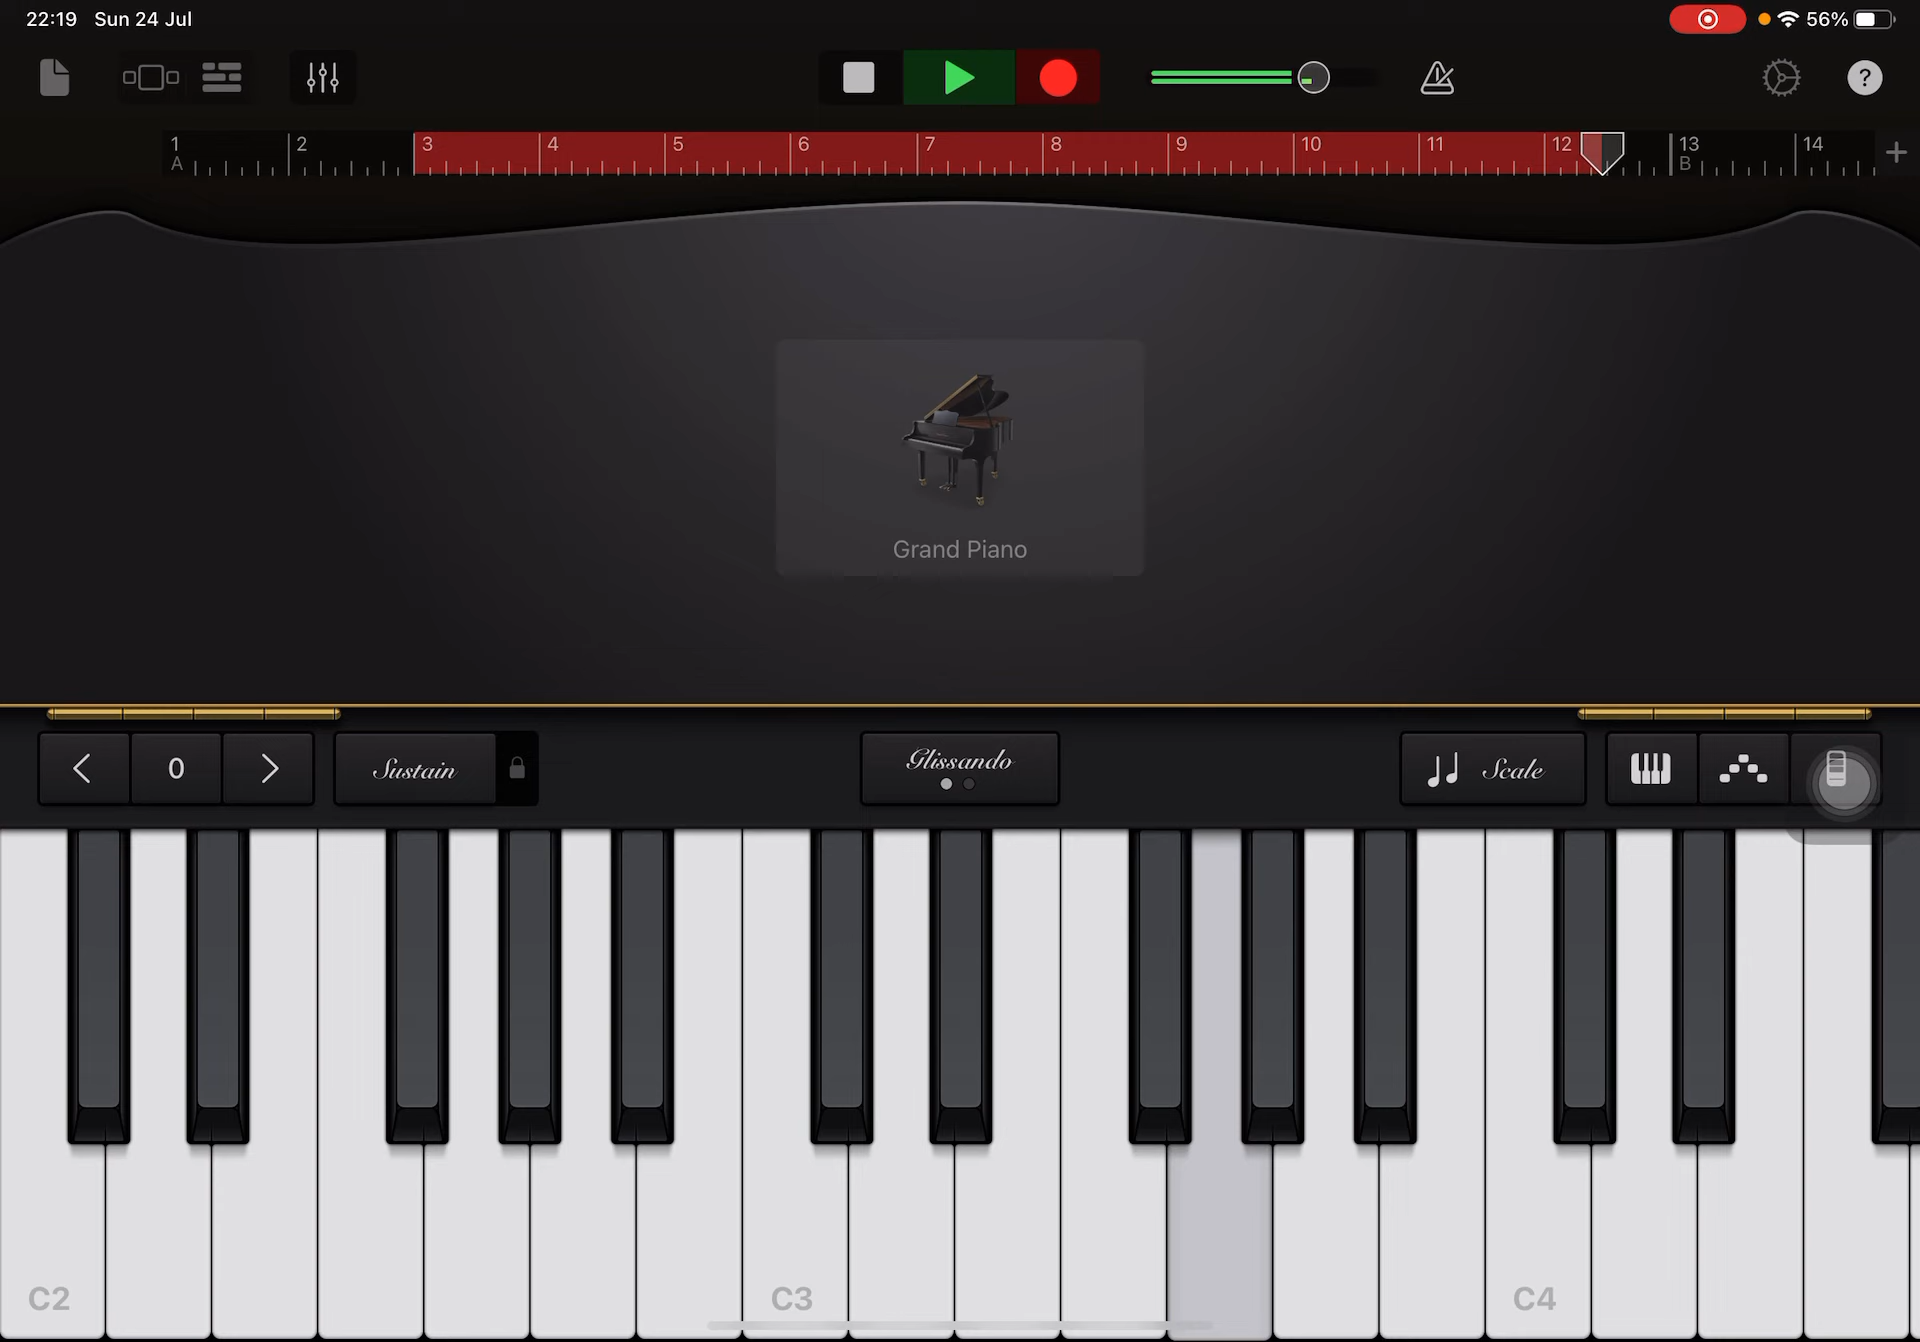 22:19 Sun 24 Jul 56%
?
1 2 3 4 5 6 7 8 9 10 11 12 13 14 +
A B
Grand Piano
0 Sustain Glissando Scale
C2 C3 C4